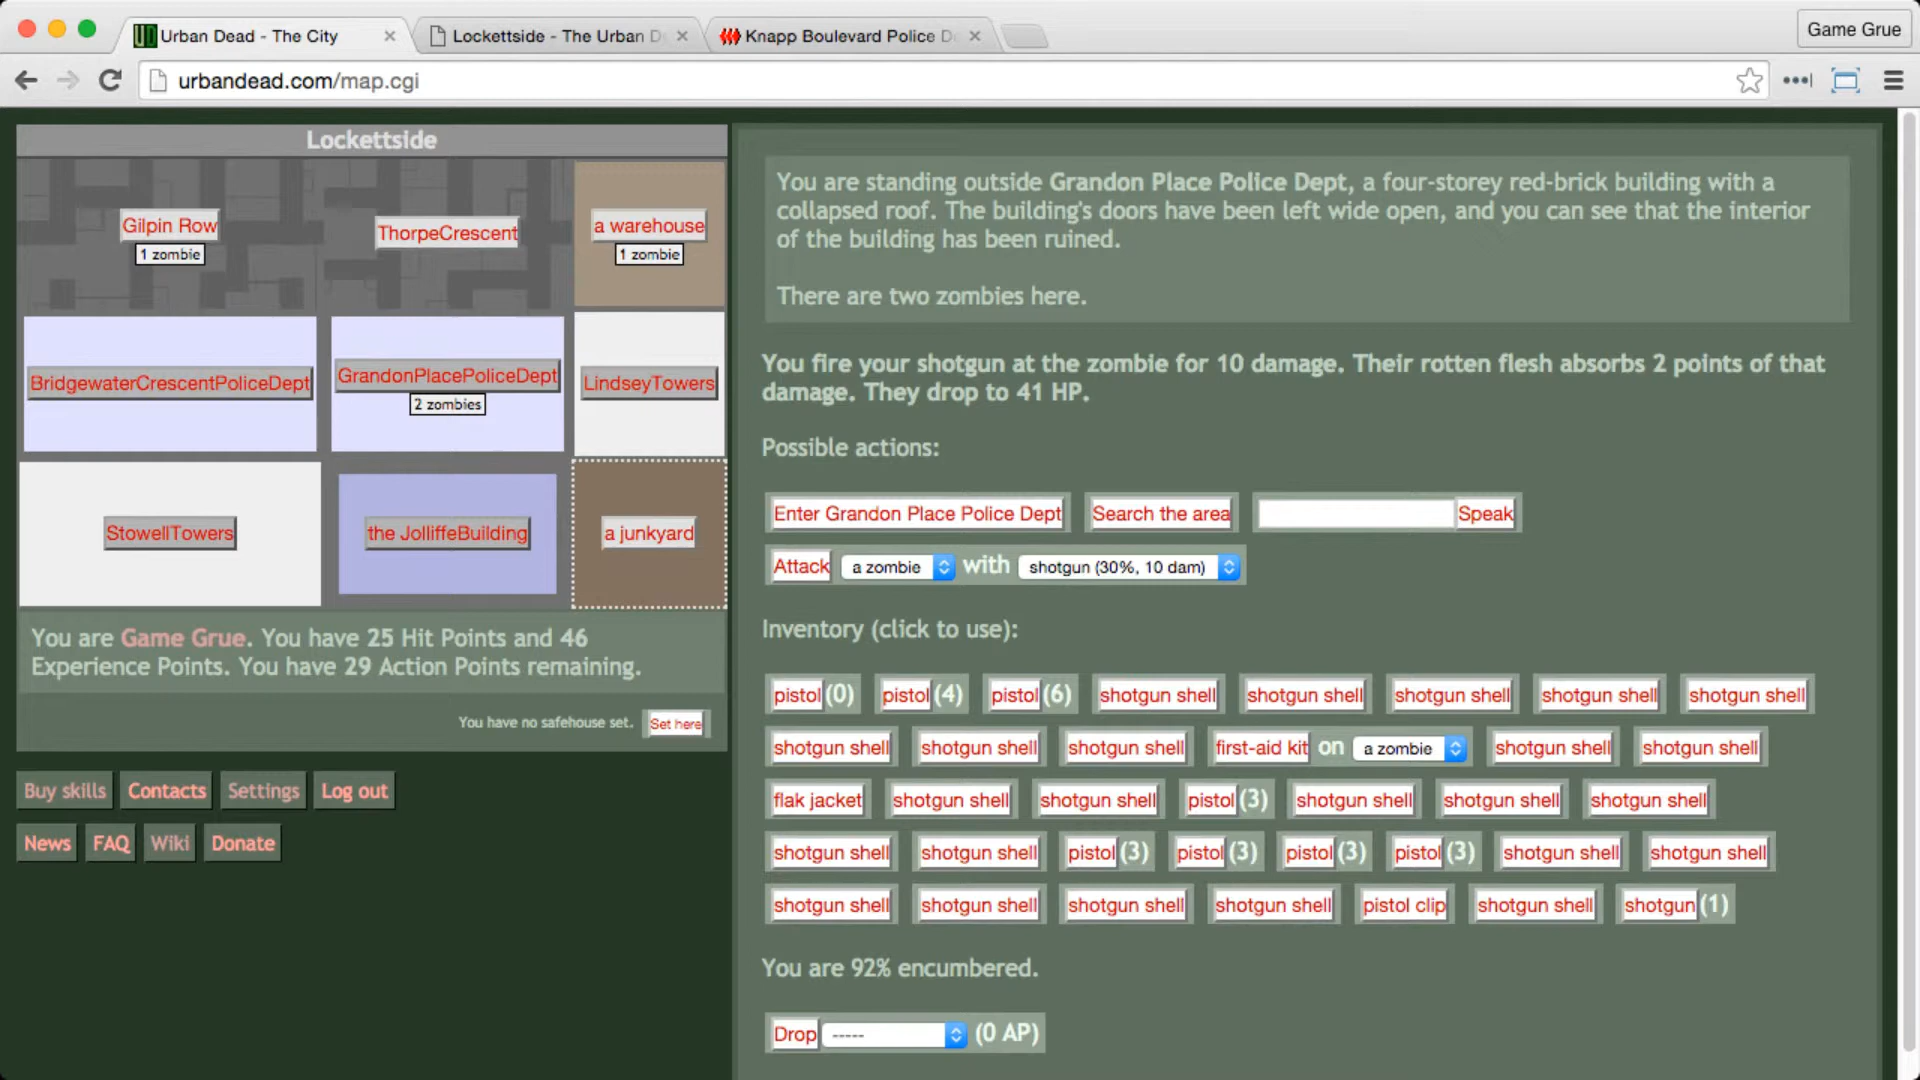 Urban Dead - The City
Lockettside - The Urban D
Knapp Boulevard Police D
Game Grue
urbandead.com/map.cgi
Lockettside
Gilpin Row
1 zombie
ThorpeCrescent
a warehouse
1 zombie
BridgewaterCrescentPoliceDept
GrandonPlacePoliceDept
2 zombies
LindseyTowers
StowellTowers
the JolliffeBuilding
a junkyard
You are Game Grue. You have 25 Hit Points and 46
Experience Points. You have 29 Action Points remaining.
You have no safehouse set. Set here
Buy skills Contacts Settings Log out
News FAQ Wiki Donate
You are standing outside Grandon Place Police Dept, a four-storey red-brick building with a
collapsed roof. The building's doors have been left wide open, and you can see that the interior
of the building has been ruined.
There are two zombies here.
You fire your shotgun at the zombie for 10 damage. Their rotten flesh absorbs 2 points of that
damage. They drop to 41 HP.
Possible actions:
Enter Grandon Place Police Dept Search the area Speak
Attack a zombie with shotgun (30%, 10 dam)
Inventory (click to use):
pistol (0) pistol (4) pistol (6) shotgun shell shotgun shell shotgun shell shotgun shell shotgun shell
shotgun shell shotgun shell shotgun shell first-aid kit on a zombie shotgun shell shotgun shell
flak jacket shotgun shell shotgun shell pistol (3) shotgun shell shotgun shell shotgun shell
shotgun shell shotgun shell pistol (3) pistol (3) pistol (3) pistol (3) shotgun shell shotgun shell
shotgun shell shotgun shell shotgun shell shotgun shell pistol clip shotgun shell shotgun (1)
You are 92% encumbered.
Drop ----- (0 AP)